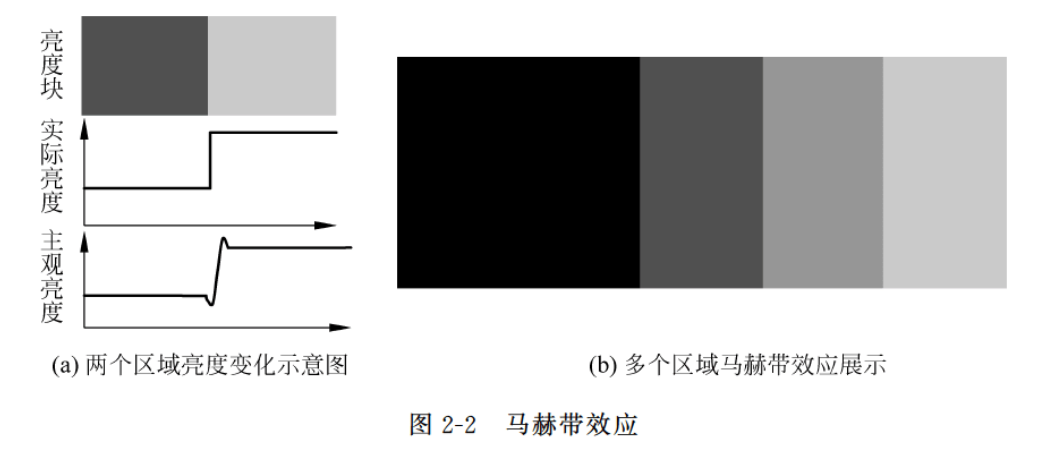 亮度块
实际亮度
主观亮度
(a) 两个区域亮度变化示意图
(b) 多个区域马赫带效应展示
图 2-2 马赫带效应